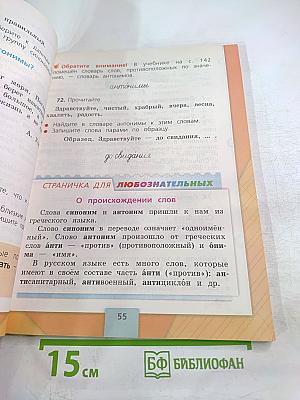 правильный.
Обратите внимание! В учебнике на с. 142
помещён словарь слов, противоположных по значе-
нию, — словарь антонимов.
антонимы
72. Прочитайте.
Здравствуйте, чистый, храбрый, вчера, весна,
хвалить, радость.
Найдите в словаре антонимы к этим словам.
Запишите слова парами по образцу.
Образец. Здравствуйте — до свидания, ... .
до свидания
СТРАНИЧКА ДЛЯ ЛЮБОЗНАТЕЛЬНЫХ
О происхождении слов
Слова синоним и антоним пришли к нам из
греческого языка.
Слово синоним в переводе означает «одноимён-
ный». Слово антоним произошло от греческих
слов áнти — «против» (противоположный) и óни-
ма — «имя».
В русском языке есть много слов, которые
имеют в своём составе часть áнти («против»): ан-
тисанитарный, антивоенный, антициклóн и др.
55
15 см
БФ БИБЛИОФАН